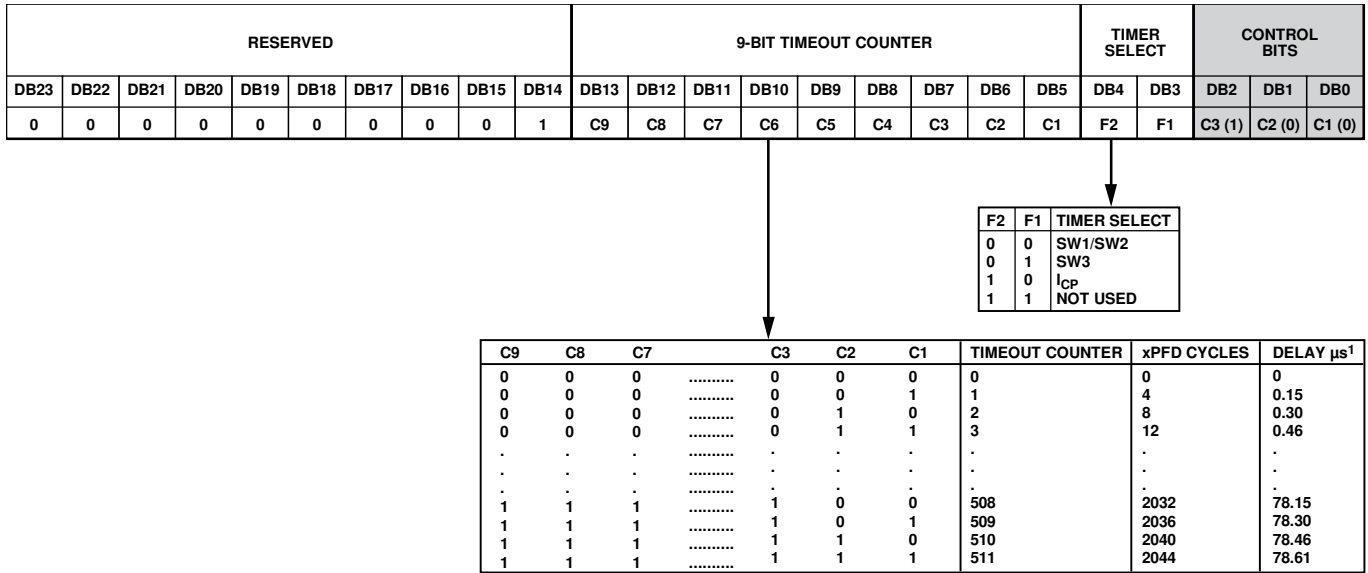 RESERVED 9-BIT TIMEOUT COUNTER TIMER SELECT CONTROL BITS
DB23 DB22 DB21 DB20 DB19 DB18 DB17 DB16 DB15 DB14 DB13 DB12 DB11 DB10 DB9 DB8 DB7 DB6 DB5 DB4 DB3 DB2 DB1 DB0
0 0 0 0 0 0 0 0 0 1 C9 C8 C7 C6 C5 C4 C3 C2 C1 F2 F1 C3 (1) C2 (0) C1 (0)
F2 F1 TIMER SELECT
0 0 SW1/SW2
0 1 SW3
1 0 ICP
1 1 NOT USED
C9 C8 C7 C3 C2 C1 TIMEOUT COUNTER xPFD CYCLES DELAY µs1
0 0 0 .......... 0 0 0 0 0 0
0 0 0 .......... 0 0 1 1 4 0.15
0 0 0 .......... 0 1 0 2 8 0.30
0 0 0 .......... 0 1 1 3 12 0.46
. . . .......... . . . . . .
. . . .......... . . . . . .
. . . .......... . . . . . .
1 1 1 .......... 1 0 0 508 2032 78.15
1 1 1 .......... 1 0 1 509 2036 78.30
1 1 1 .......... 1 1 0 510 2040 78.46
1 1 1 .......... 1 1 1 511 2044 78.61